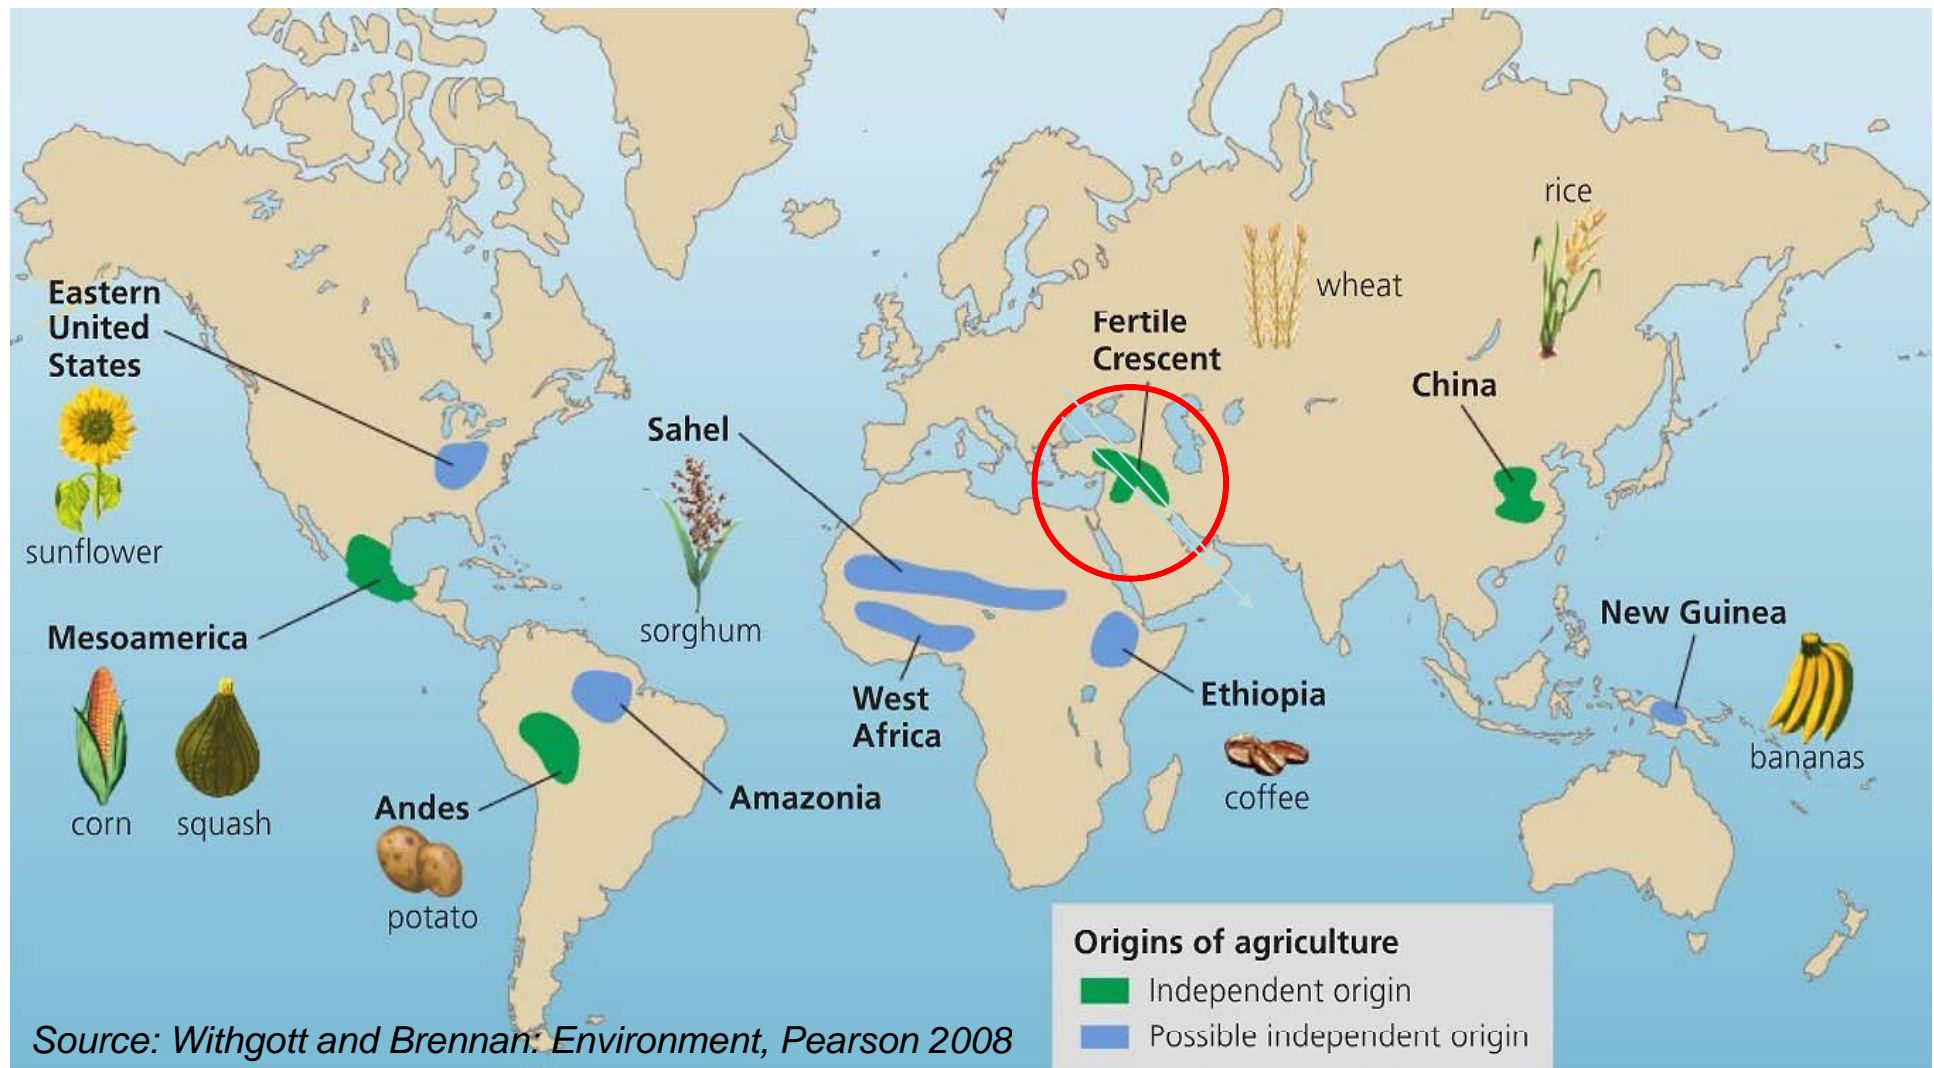 Eastern
United
States
sunflower
Mesoamerica
corn
squash
Andes
potato
Amazonia
Sahel
sorghum
West
Africa
Ethiopia
coffee
Fertile
Crescent
wheat
rice
China
New Guinea
bananas
Origins of agriculture
Independent origin
Possible independent origin
Source: Withgott and Brennan: Environment, Pearson 2008